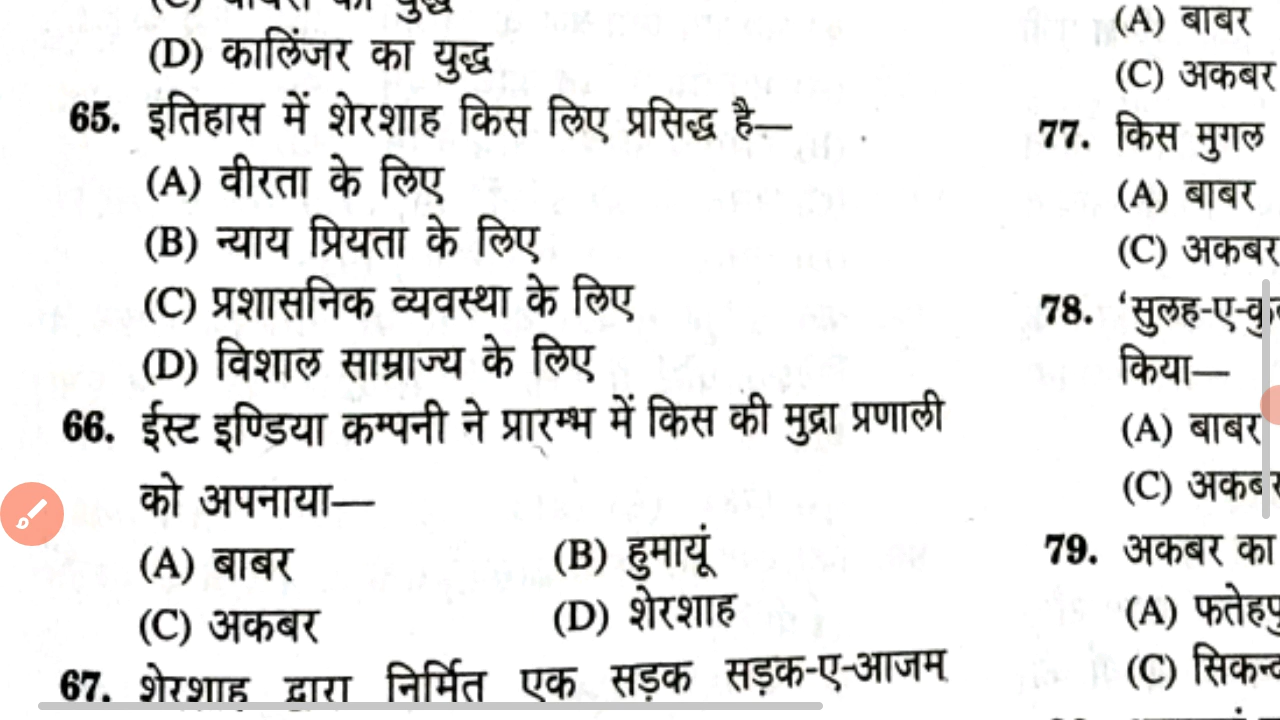 (D) कालिंजर का युद्ध
65. इतिहास में शेरशाह किस लिए प्रसिद्ध है—
(A) वीरता के लिए
(B) न्याय प्रियता के लिए
(C) प्रशासनिक व्यवस्था के लिए
(D) विशाल साम्राज्य के लिए
66. ईस्ट इण्डिया कम्पनी ने प्रारम्भ में किस की मुद्रा प्रणाली
को अपनाया—
(A) बाबर (B) हुमायूं
(C) अकबर (D) शेरशाह
67. शेरशाह द्वारा निर्मित एक सड़क सड़क-ए-आजम
(A) बाबर
(C) अकबर
77. किस मुगल
(A) बाबर
(C) अकबर
78. ‘सुलह-ए-
किया—
(A) बाबर
(C) अकबर
79. अकबर का
(A)
(C)